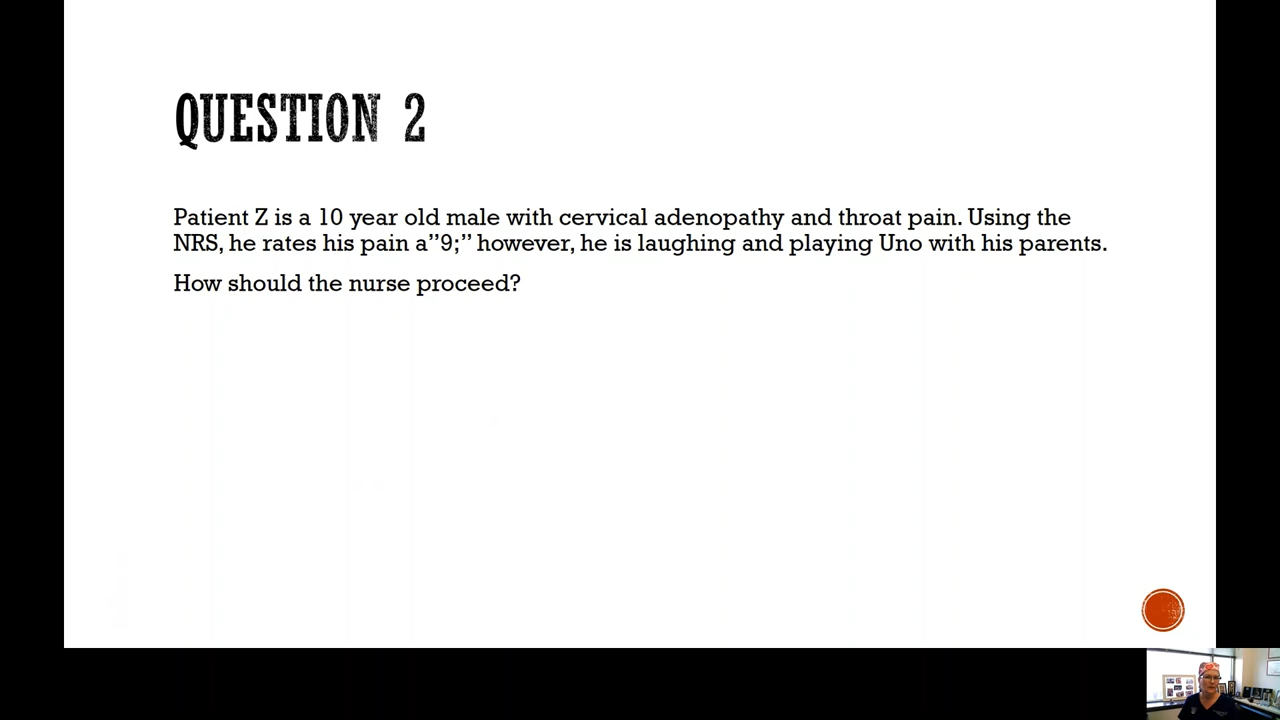 QUESTION 2
Patient Z is a 10 year old male with cervical adenopathy and throat pain. Using the
NRS, he rates his pain a”9;” however, he is laughing and playing Uno with his parents.
How should the nurse proceed?